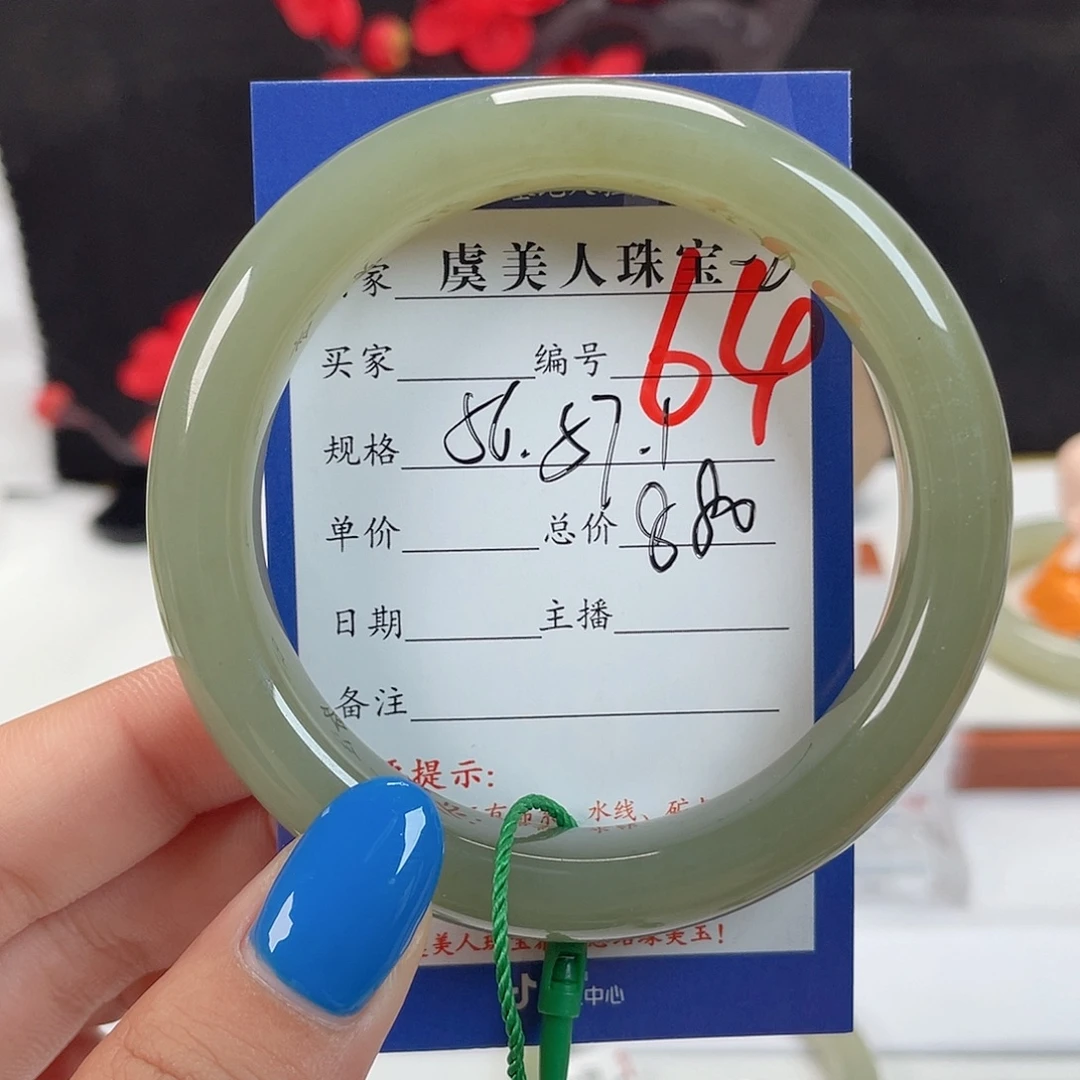 家 虞美人珠宝
买家 编号 64
规格 56.57.1
单价 总价 880
日期 主播
备注
提示:
水线、矿
美人珠宝
中心